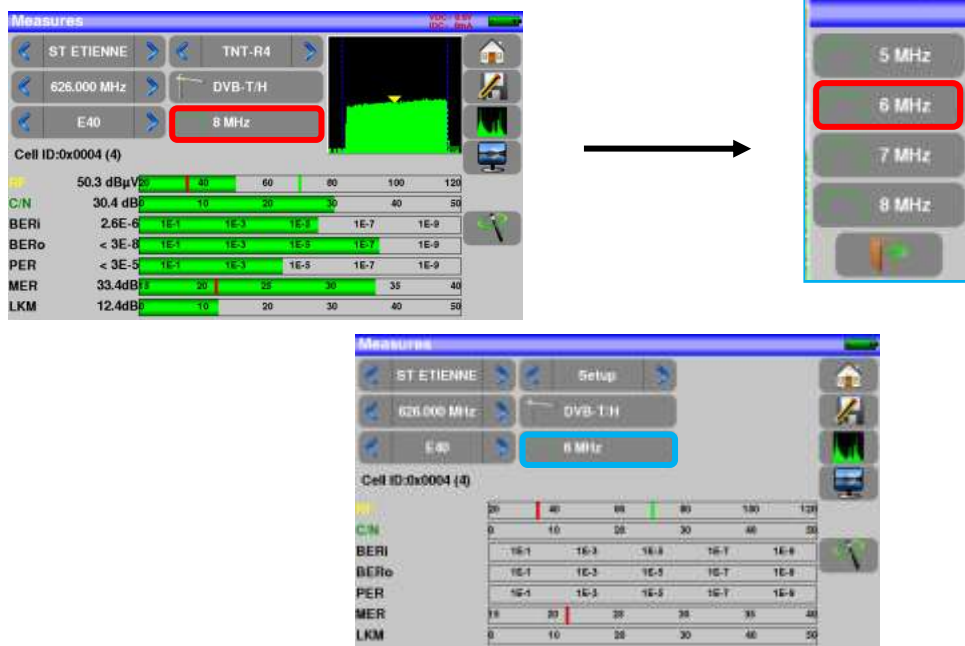 Measures
VDC: 0.8V
IDC: 0mA
ST ETIENNE TNT-R4
626.000 MHz DVB-T/H
E40 8 MHz
Cell ID:0x0004 (4)
RF 50.3 dBµV 20 40 60 80 100 120
C/N 30.4 dB 0 10 20 30 40 50
BERi 2.6E-6 1E-1 1E-3 1E-5 1E-7 1E-9
BERo < 3E-8 1E-1 1E-3 1E-5 1E-7 1E-9
PER < 3E-5 1E-1 1E-3 1E-5 1E-7 1E-9
MER 33.4dB 15 20 25 30 35 40
LKM 12.4dB 0 10 20 30 40 50
5 MHz
6 MHz
7 MHz
8 MHz
Measures
ST ETIENNE Setup
626.000 MHz DVB-T/H
E40 6 MHz
Cell ID:0x0004 (4)
RF 20 40 60 80 100 120
C/N 0 10 20 30 40 50
BERi 1E-1 1E-3 1E-5 1E-7 1E-9
BERo 1E-1 1E-3 1E-5 1E-7 1E-9
PER 1E-1 1E-3 1E-5 1E-7 1E-9
MER 15 20 25 30 35 40
LKM 0 10 20 30 40 50